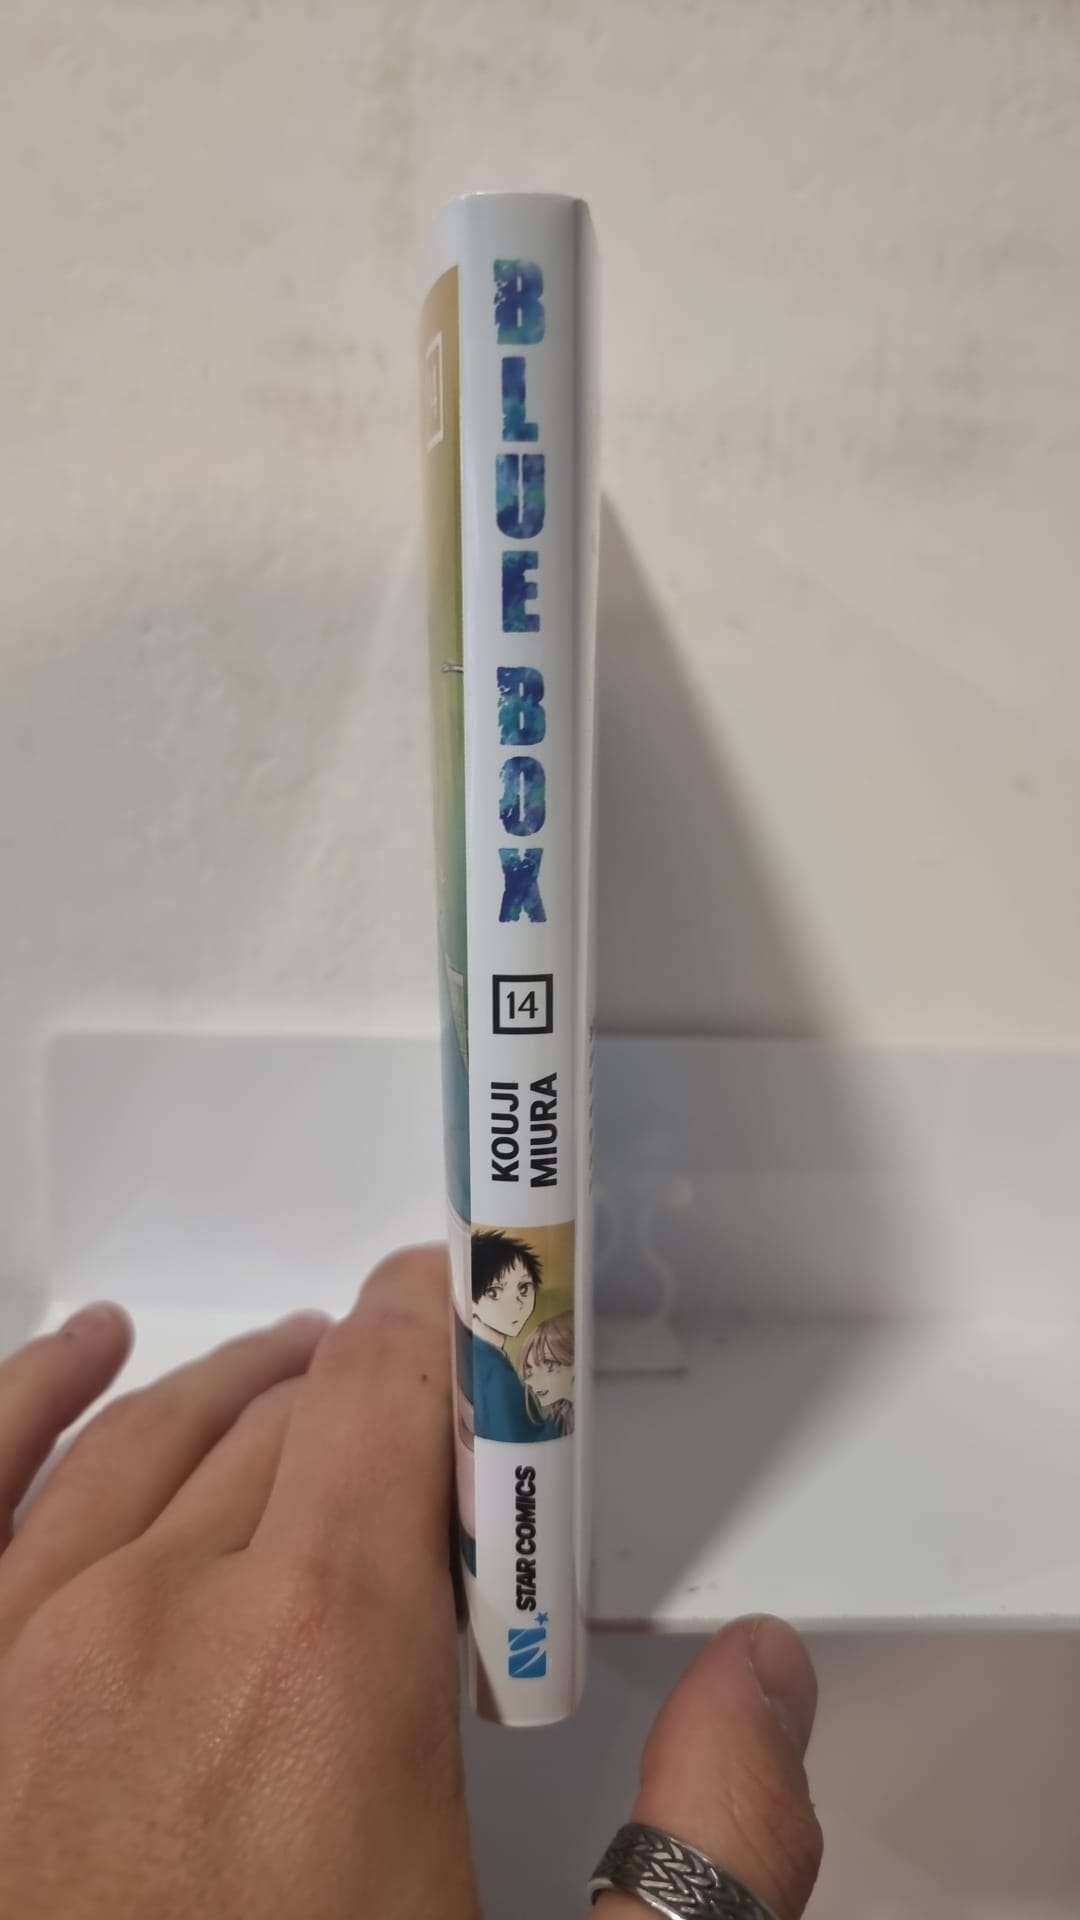 BLUE BOX
14
KOUJI
MIURA
STAR COMICS